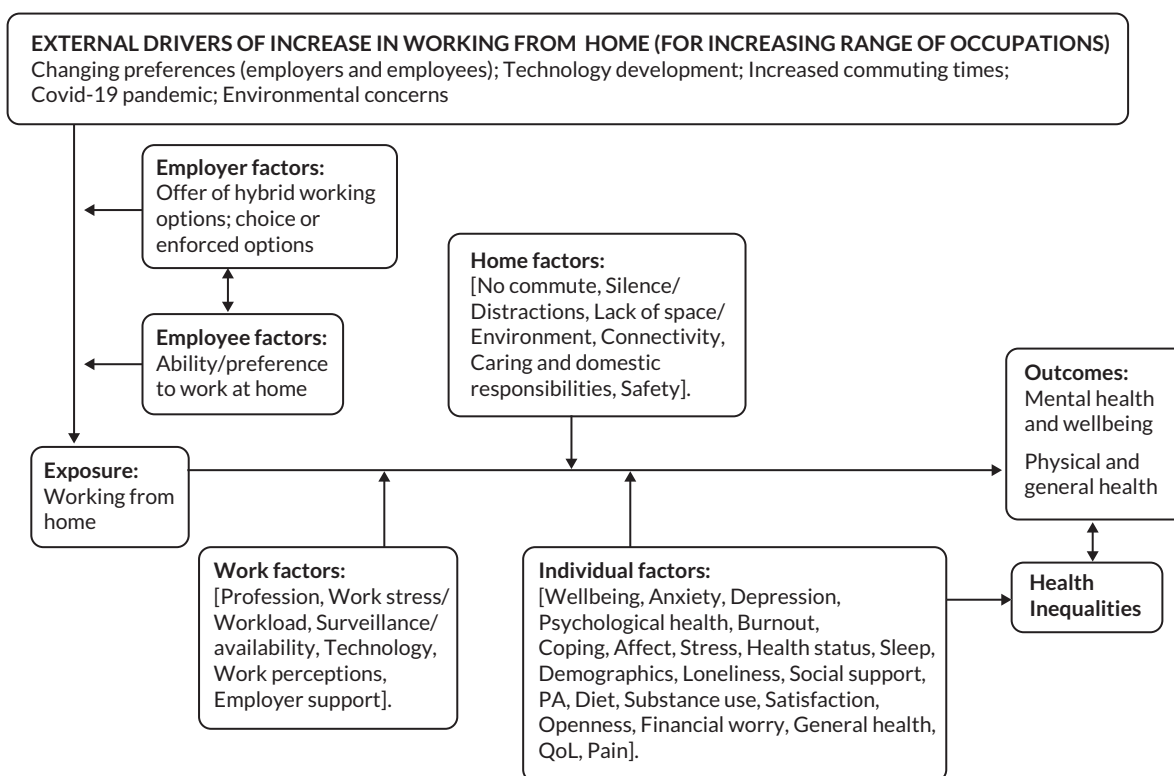 EXTERNAL DRIVERS OF INCREASE IN WORKING FROM HOME (FOR INCREASING RANGE OF OCCUPATIONS)
Changing preferences (employers and employees); Technology development; Increased commuting times;
Covid-19 pandemic; Environmental concerns
Employer factors:
Offer of hybrid working
options; choice or
enforced options
Employee factors:
Ability/preference
to work at home
Home factors:
[No commute, Silence/
Distractions, Lack of space/
Environment, Connectivity,
Caring and domestic
responsibilities, Safety].
Exposure:
Working from
home
Outcomes:
Mental health
and wellbeing
Physical and
general health
Work factors:
[Profession, Work stress/
Workload, Surveillance/
availability, Technology,
Work perceptions,
Employer support].
Individual factors:
[Wellbeing, Anxiety, Depression,
Psychological health, Burnout,
Coping, Affect, Stress, Health status, Sleep,
Demographics, Loneliness, Social support,
PA, Diet, Substance use, Satisfaction,
Openness, Financial worry, General health,
QoL, Pain].
Health
Inequalities